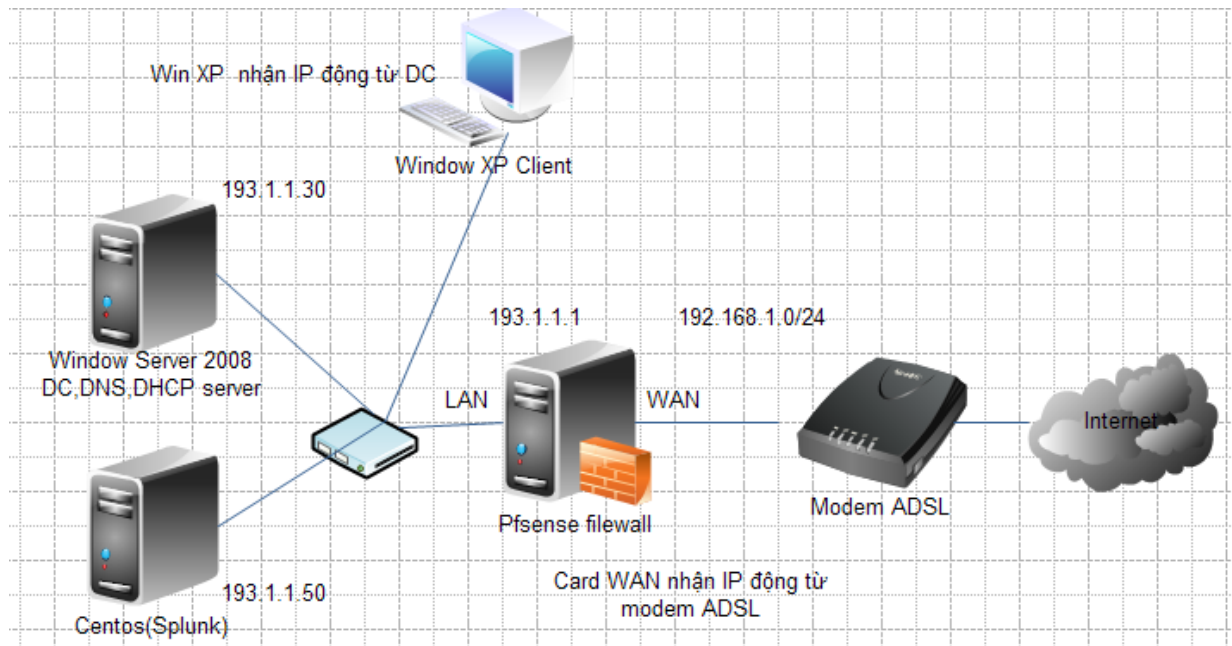 Win XP nhận IP động từ DC
Window XP Client
193.1.1.30
Window Server 2008
DC,DNS,DHCP server
193.1.1.1
192.168.1.0/24
LAN
WAN
Internet
Pfsense filewall
Modem ADSL
Card WAN nhận IP động từ
modem ADSL
193.1.1.50
Centos(Splunk)